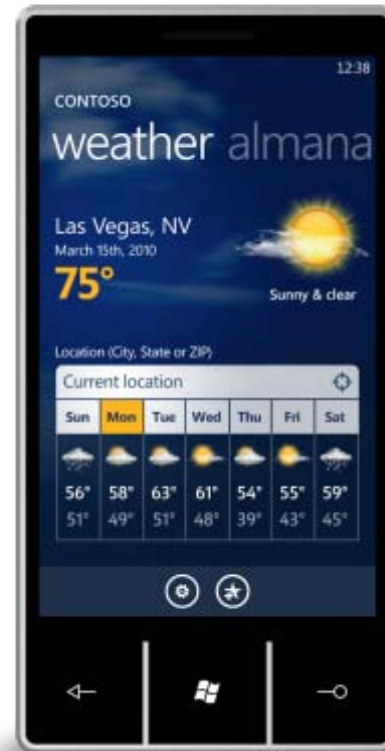 12:38
CONTOSO
weather almana
Las Vegas, NV
March 15th, 2010
75°
Sunny & clear
Location (City, State or ZIP)
Current location
Sun Mon Tue Wed Thu Fri Sat
56° 58° 63° 61° 54° 55° 59°
51° 49° 51° 48° 39° 43° 45°